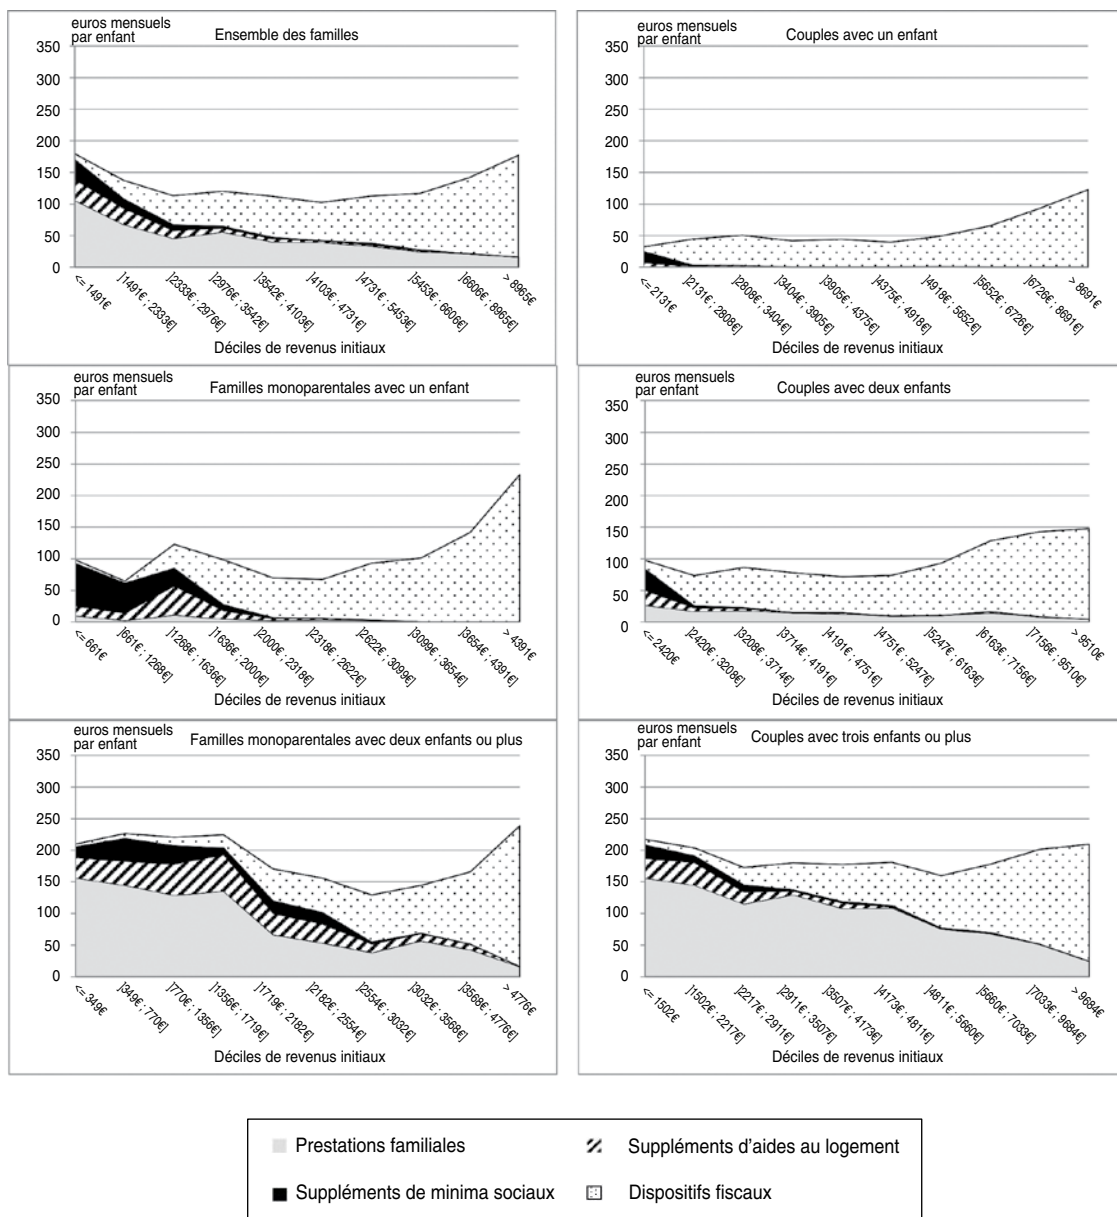 euros mensuels
par enfant
Ensemble des familles
350
300
250
200
150
100
50
0
<= 1491€
]1491€ ; 2333€]
]2333€ ; 2976€]
]2976€ ; 3542€]
]3542€ ; 4103€]
]4103€ ; 4731€]
]4731€ ; 5453€]
]5453€ ; 6606€]
]6606€ ; 8965€]
> 8965€
Déciles de revenus initiaux
euros mensuels
par enfant
Couples avec un enfant
350
300
250
200
150
100
50
0
<= 2131€
]2131€ ; 2808€]
]2808€ ; 3404€]
]3404€ ; 3905€]
]3905€ ; 4375€]
]4375€ ; 4918€]
]4918€ ; 5652€]
]5652€ ; 6726€]
]6726€ ; 8691€]
> 8691€
Déciles de revenus initiaux
euros mensuels
par enfant
Familles monoparentales avec un enfant
350
300
250
200
150
100
50
0
<= 661€
]661€ ; 1268€]
]1268€ ; 1636€]
]1636€ ; 2000€]
]2000€ ; 2318€]
]2318€ ; 2622€]
]2622€ ; 3099€]
]3099€ ; 3654€]
]3654€ ; 4391€]
> 4391€
Déciles de revenus initiaux
euros mensuels
par enfant
Couples avec deux enfants
350
300
250
200
150
100
50
0
<= 2420€
]2420€ ; 3208€]
]3208€ ; 3714€]
]3714€ ; 4191€]
]4191€ ; 4751€]
]4751€ ; 5247€]
]5247€ ; 6163€]
]6163€ ; 7156€]
]7156€ ; 9510€]
> 9510€
Déciles de revenus initiaux
euros mensuels
par enfant
Familles monoparentales avec deux enfants ou plus
350
300
250
200
150
100
50
0
<= 349€
]349€ ; 770€]
]770€ ; 1356€]
]1356€ ; 1719€]
]1719€ ; 2182€]
]2182€ ; 2554€]
]2554€ ; 3032€]
]3032€ ; 3568€]
]3568€ ; 4776€]
> 4776€
Déciles de revenus initiaux
euros mensuels
par enfant
Couples avec trois enfants ou plus
350
300
250
200
150
100
50
0
<= 1502€
]1502€ ; 2217€]
]2217€ ; 2911€]
]2911€ ; 3507€]
]3507€ ; 4173€]
]4173€ ; 4811€]
]4811€ ; 5660€]
]5660€ ; 7033€]
]7033€ ; 9684€]
> 9684€
Déciles de revenus initiaux
Prestations familiales
Suppléments d'aides au logement
Suppléments de minima sociaux
Dispositifs fiscaux